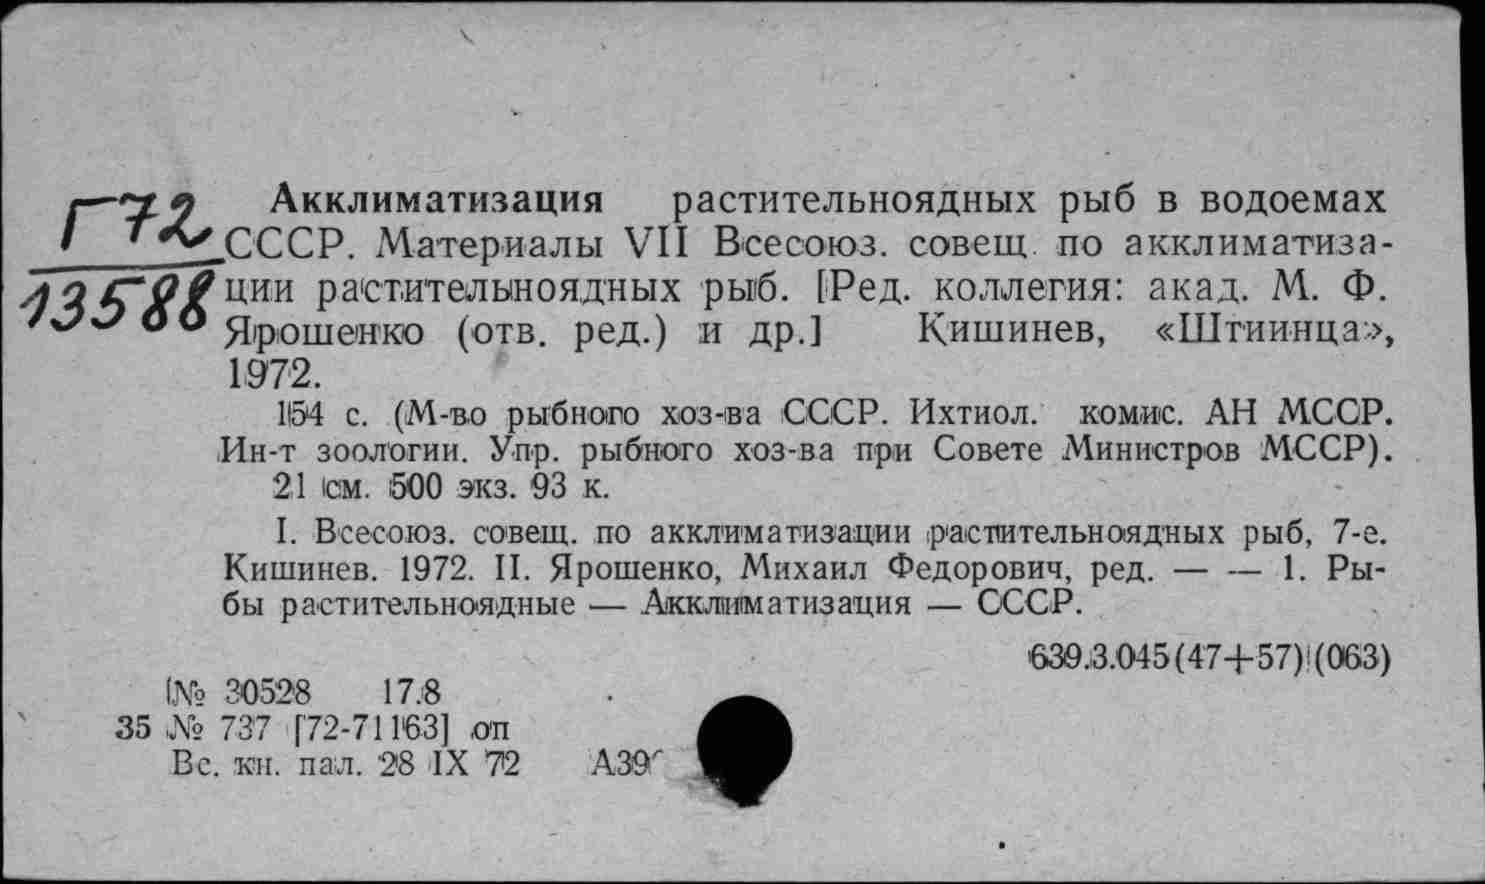 Г72
13588
Акклиматизация растительноядных рыб в водоемах
СССР. Материалы VII Всесоюз. совещ. по акклиматиза-
ции растительноядных рыб. [Ред. коллегия: акад. М. Ф.
Ярошенко (отв. ред.) и др.] Кишинев, «Штиинца»,
1972.
154 с. (М-во рыбного хоз-ва СССР. Ихтиол. комис. АН МССР.
Ин-т зоологии. Упр. рыбного хоз-ва при Совете Министров МССР).
21 см. 500 экз. 93 к.
I. Всесоюз. совещ. по акклиматизации растительноядных рыб, 7-е.
Кишинев. 1972. II. Ярошенко, Михаил Федорович, ред. — — 1. Ры-
бы растительноядные — Акклиматизация — СССР.
639.3.045(47+57)(063)
№ 30528 17.8
35 № 737 [72-71163] оп
Вс. кн. пал. 28 IX 72 А39